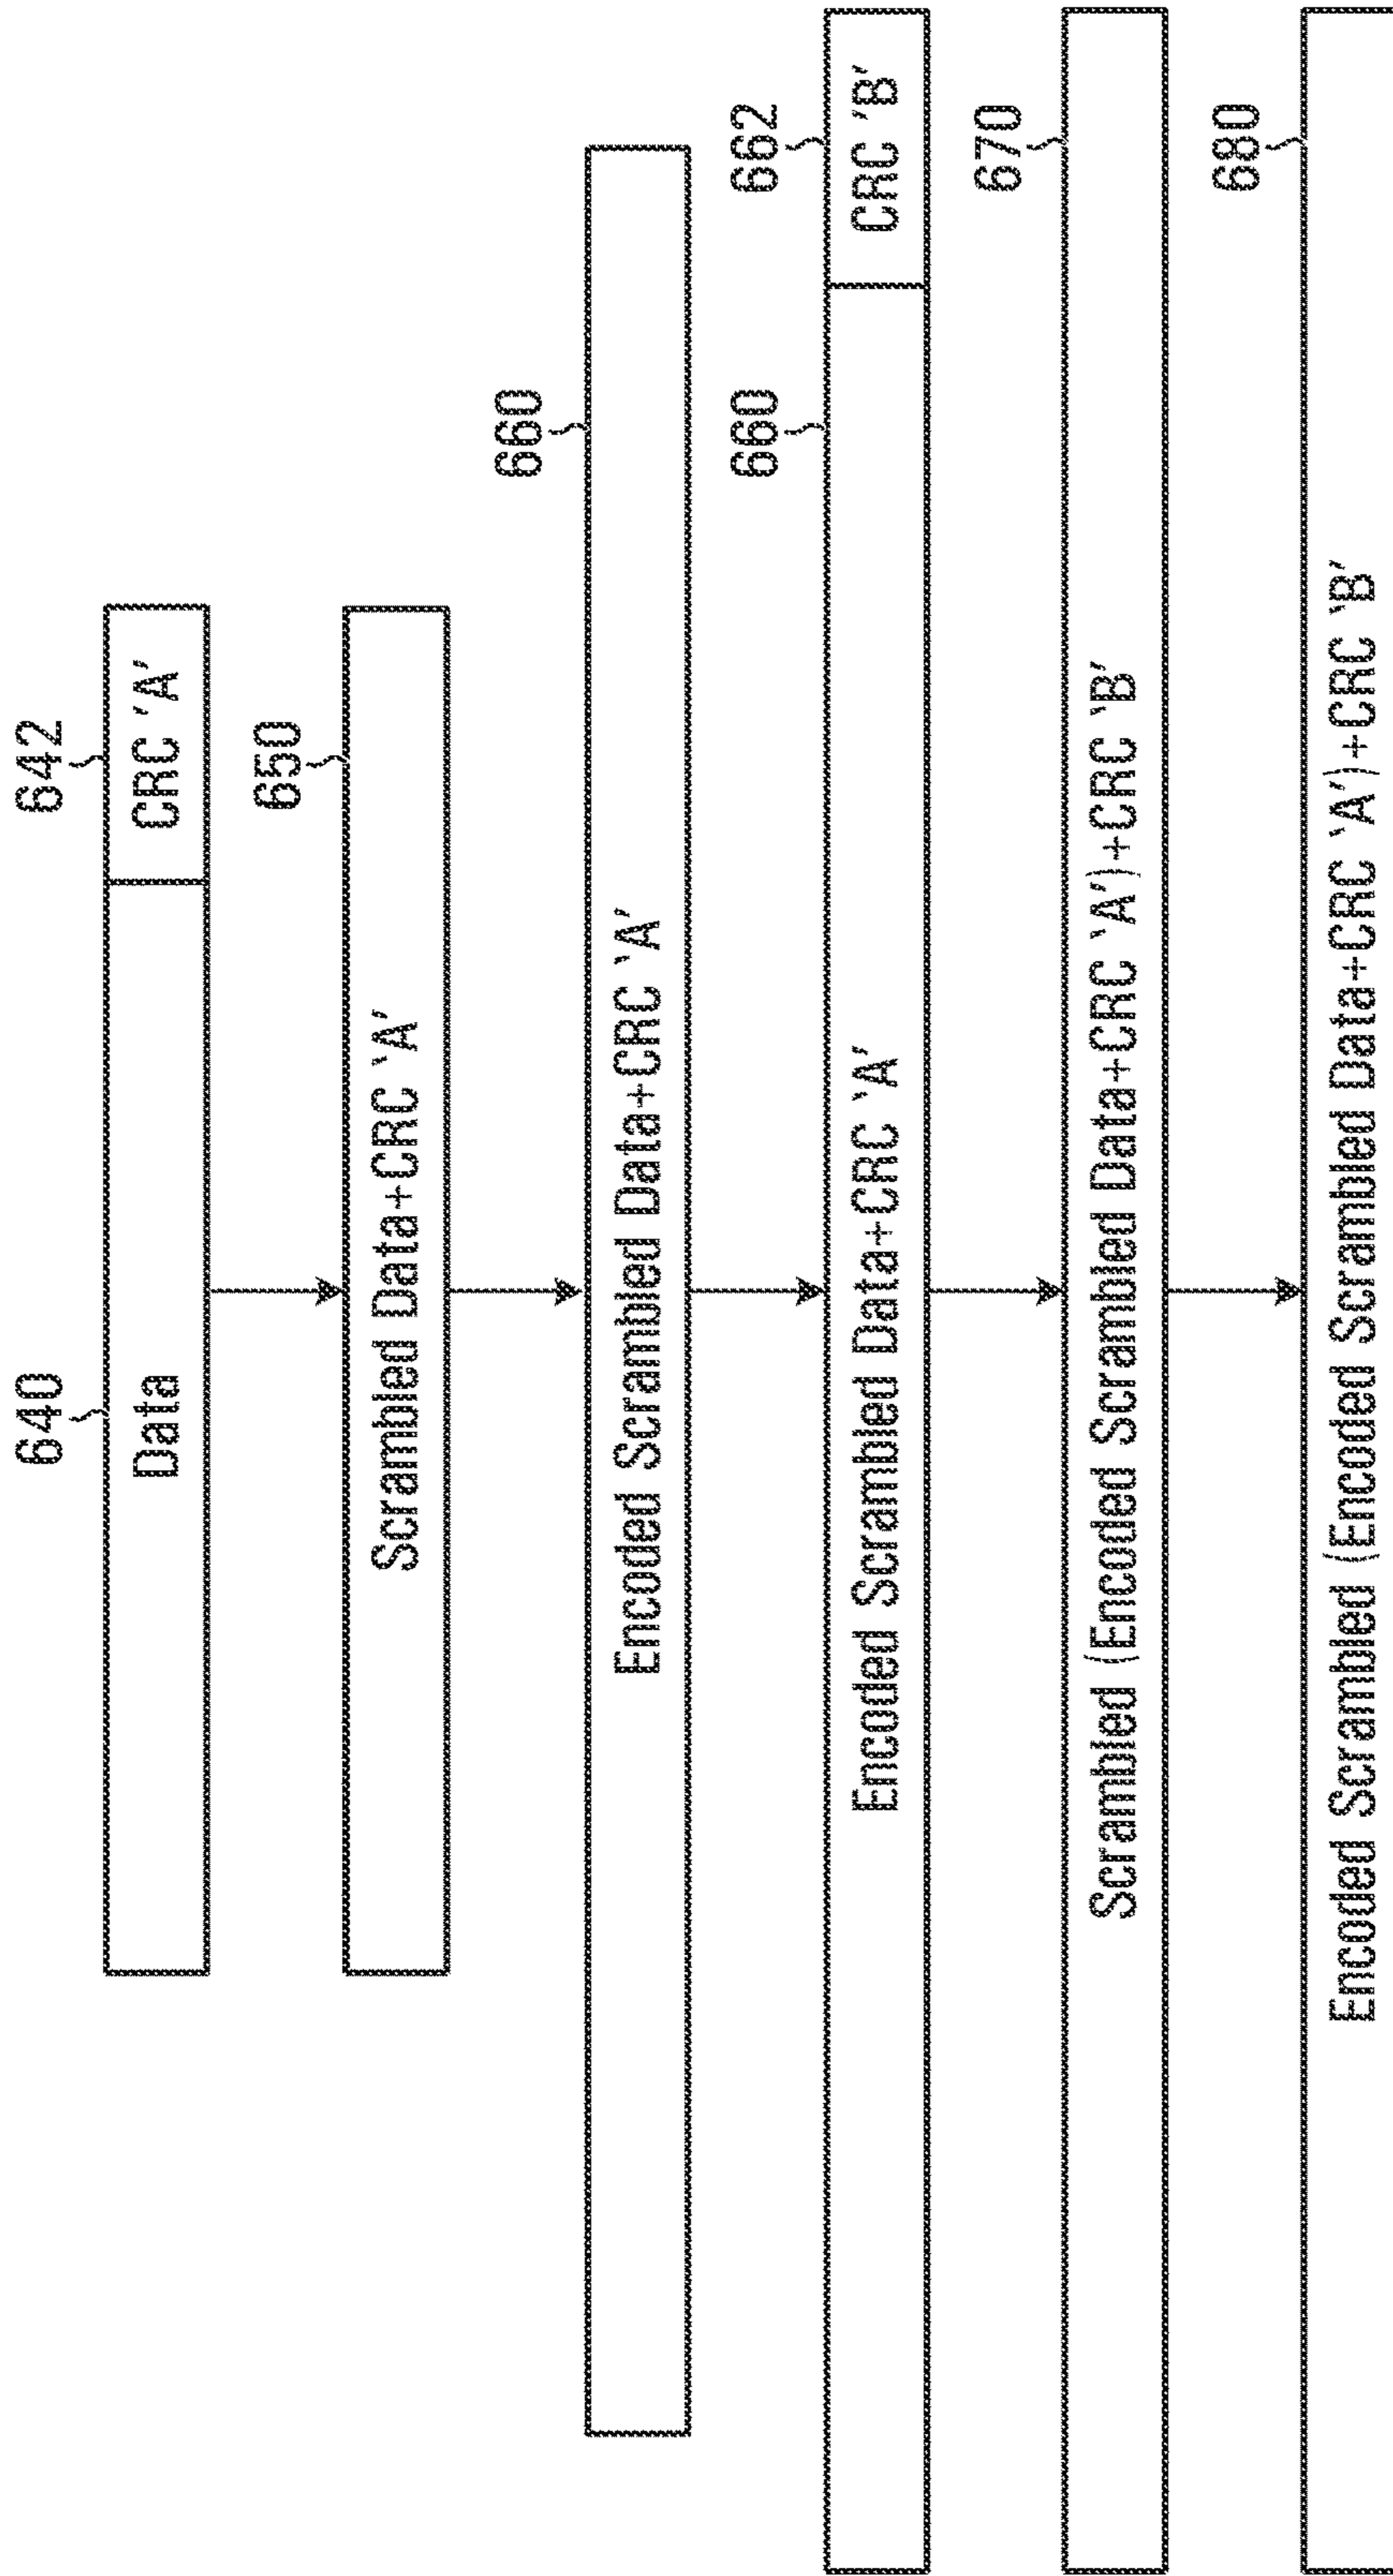 640
642
Data
CRC 'A'
650
Scrambled Data+CRC 'A'
660
Encoded Scrambled Data+CRC 'A'
660
662
Encoded Scrambled Data+CRC 'A'
CRC 'B'
670
Scrambled (Encoded Scrambled Data+CRC 'A')+CRC 'B'
680
Encoded Scrambled (Encoded Scrambled Data+CRC 'A')+CRC 'B'